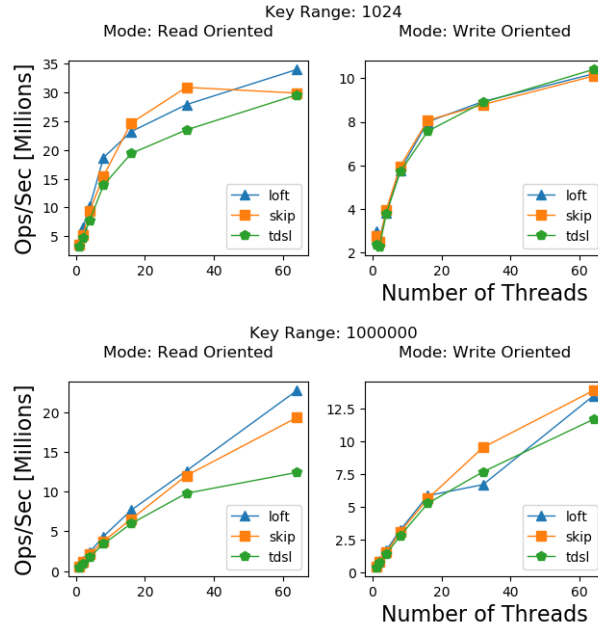 Key Range: 1024
Mode: Read Oriented
Mode: Write Oriented
Ops/Sec [Millions]
35
30
25
20
15
10
5
0 20 40 60
loft
skip
tdsl
10
8
6
4
2
0 20 40 60
loft
skip
tdsl
Number of Threads
Key Range: 1000000
Mode: Read Oriented
Mode: Write Oriented
Ops/Sec [Millions]
20
15
10
5
0
0 20 40 60
loft
skip
tdsl
12.5
10.0
7.5
5.0
2.5
0
0 20 40 60
loft
skip
tdsl
Number of Threads